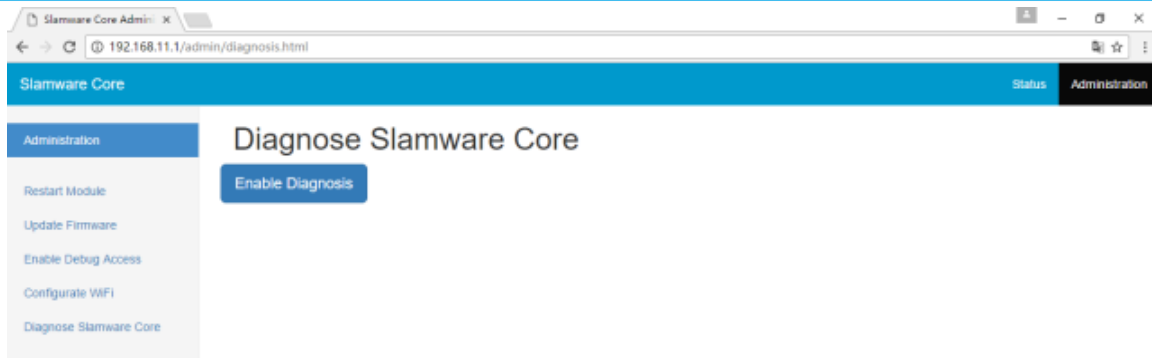 Slamware Core Admini
192.168.11.1/admin/diagnosis.html
Slamware Core
Status
Administration
Administration
Diagnose Slamware Core
Enable Diagnosis
Restart Module
Update Firmware
Enable Debug Access
Configurate WiFi
Diagnose Slamware Core